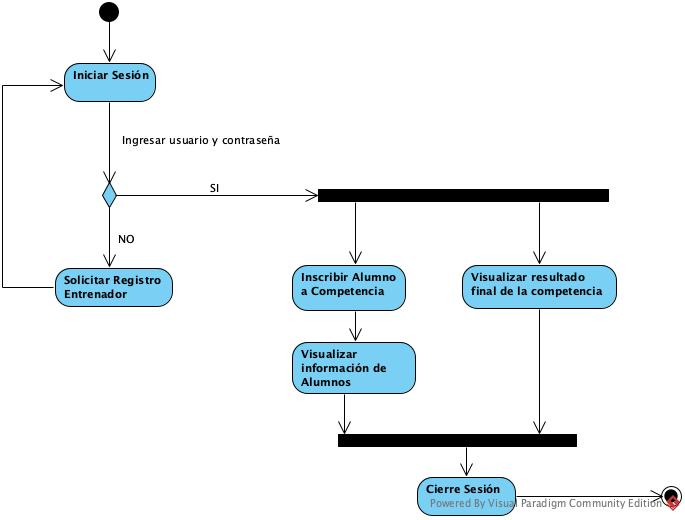 Iniciar Sesión
Ingresar usuario y contraseña
SI
NO
Solicitar Registro
Entrenador
Inscribir Alumno
a Competencia
Visualizar resultado
final de la competencia
Visualizar
información de
Alumnos
Cierre Sesión
Powered By Visual Paradigm Community Edition